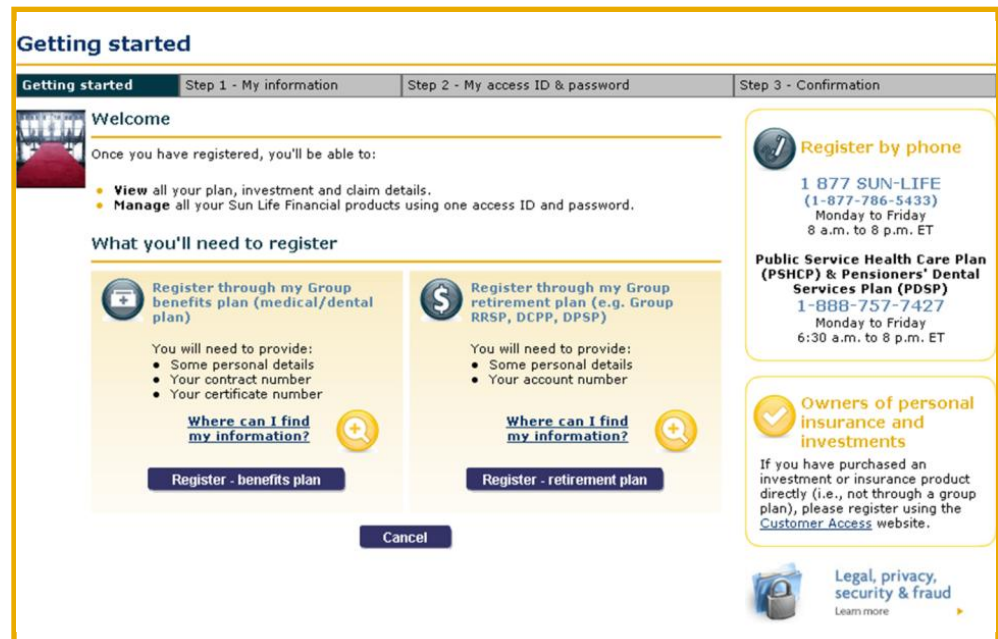 Getting started
Getting started
Step 1 - My information
Step 2 - My access ID & password
Step 3 - Confirmation
Welcome
Once you have registered, you'll be able to:
• View all your plan, investment and claim details.
• Manage all your Sun Life Financial products using one access ID and password.
What you'll need to register
Register through my Group
benefits plan (medical/dental
plan)
You will need to provide:
• Some personal details
• Your contract number
• Your certificate number
Where can I find
my information?
Register - benefits plan
Register through my Group
retirement plan (e.g. Group
RRSP, DCPP, DPSP)
You will need to provide:
• Some personal details
• Your account number
Where can I find
my information?
Register - retirement plan
Cancel
Register by phone
1 877 SUN-LIFE
(1-877-786-5433)
Monday to Friday
8 a.m. to 8 p.m. ET
Public Service Health Care Plan
(PSHCP) & Pensioners' Dental
Services Plan (PDSP)
1-888-757-7427
Monday to Friday
6:30 a.m. to 8 p.m. ET
Owners of personal
insurance and
investments
If you have purchased an
investment or insurance product
directly (i.e., not through a group
plan), please register using the
Customer Access website.
Legal, privacy,
security & fraud
Learn more